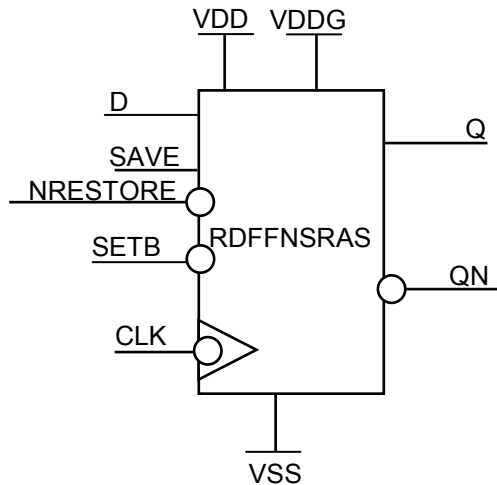 VDD VDDG
D
Q
SAVE
NRESTORE
RDFFNSRAS
SETB
QN
CLK
VSS